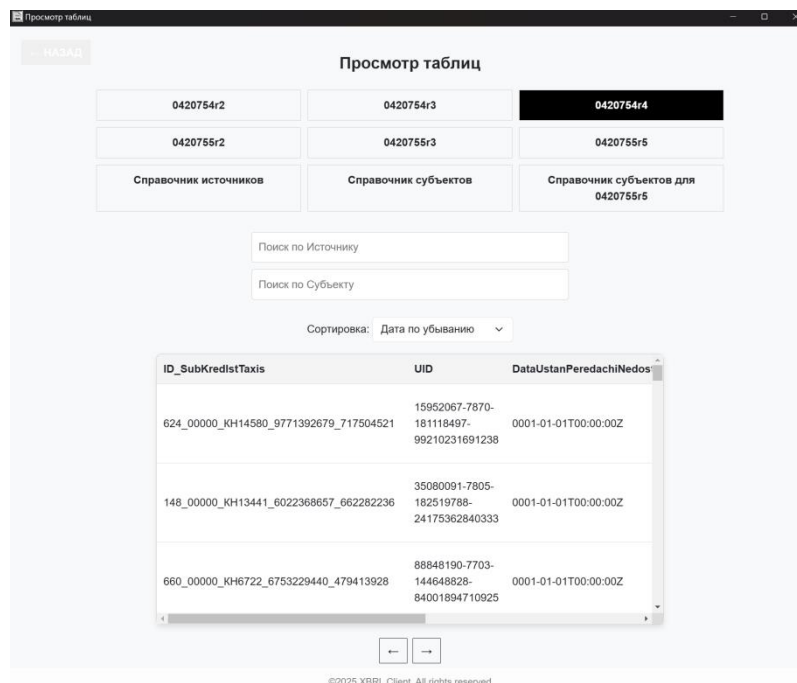 Просмотр таблиц
← НАЗАД
Просмотр таблиц
0420754r2 0420754r3 0420754r4
0420755r2 0420755r3 0420755r5
Справочник источников Справочник субъектов Справочник субъектов для
0420755r5
Поиск по Источнику
Поиск по Субъекту
Сортировка: Дата по убыванию
ID_SubKredIstTaxis UID DataUstanPeredachiNedos
15952067-7870-
624_00000_KH14580_9771392679_717504521 181118497- 0001-01-01T00:00:00Z
99210231691238
35080091-7805-
148_00000_KH13441_6022368657_662282236 182519788- 0001-01-01T00:00:00Z
24175362840333
88848190-7703-
660_00000_KH6722_6753229440_479413928 144648828- 0001-01-01T00:00:00Z
84001894710925
← →
©2025 XBRL Client. All rights reserved